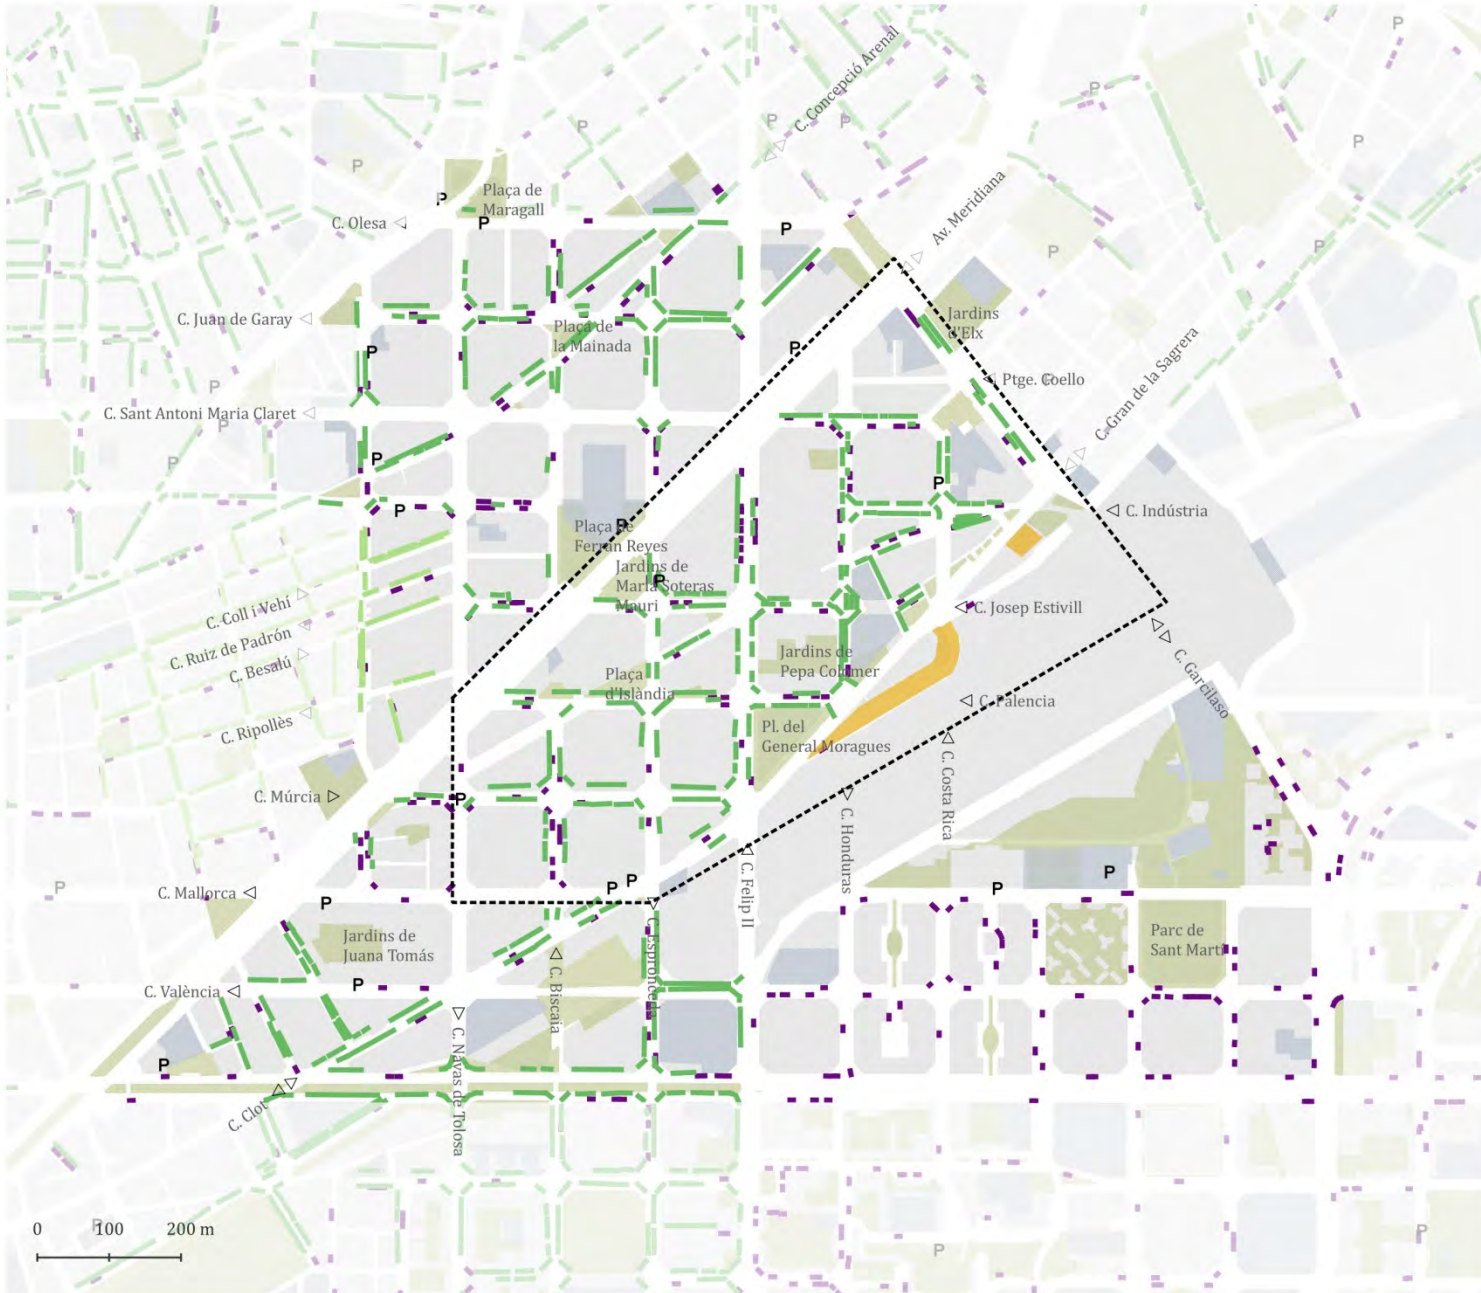 P
C. Concepció Arenal
P
P
P
P
P
P
P
Plaça de
Maragall
C. Olesa
P
P
Av. Meridiana
P
C. Juan de Garay
Jardins
d'Elx
Plaça de
la Mainada
P
P
C. Gran de la Sagrera
P
Ptge. Coello
P
C. Sant Antoni Maria Claret
P
P
P
P
P
C. Indústria
Plaça de
Ferran Reyes
P
Jardins de
Maria Soteras
Mauri
P
C. Coll i Vehí
C. Josep Estivill
C. Ruiz de Padrón
C. Besalú
Jardins de
Pepa Colomer
Plaça
d'Islàndia
C. Garcilaso
C. Palencia
C. Ripollès
Pl. del
General Moragues
C. Múrcia
P
C. Costa Rica
C. Honduras
C. Mallorca
P
P
P
P
P
P
C. Felip II
Jardins de
Juana Tomás
C. Espronceda
C. Biscaia
Parc de
Sant Martí
C. València
P
C. Navas de Tolosa
P
C. Clot
P
P
P
0 100 200 m